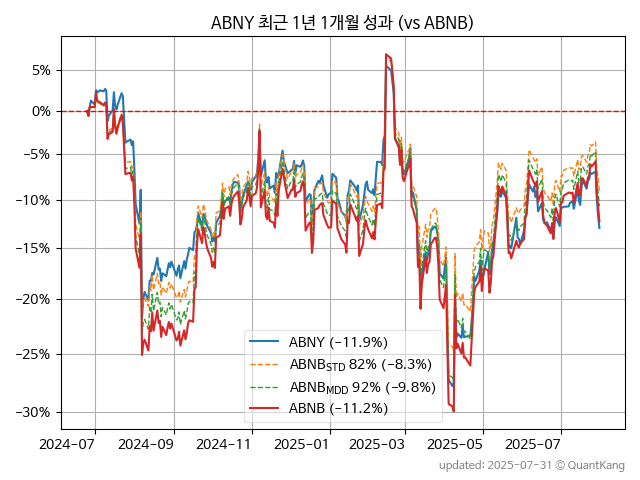 ABNY 최근 1년 1개월 성과 (vs ABNB)
5%
0%
−5%
−10%
−15%
−20%
−25%
−30%
ABNY (−11.9%)
ABNB_STD 82% (−8.3%)
ABNB_MDD 92% (−9.8%)
ABNB (−11.2%)
2024-07 2024-09 2024-11 2025-01 2025-03 2025-05 2025-07
updated: 2025-07-31 © QuantKang